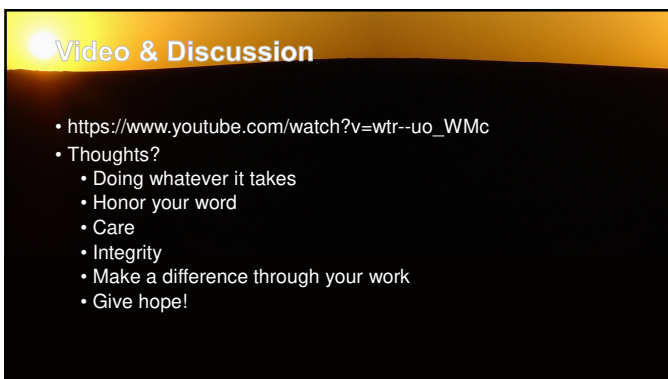 Video & Discussion
• https://www.youtube.com/watch?v=wtr--uo_WMc
• Thoughts?
• Doing whatever it takes
• Honor your word
• Care
• Integrity
• Make a difference through your work
• Give hope!